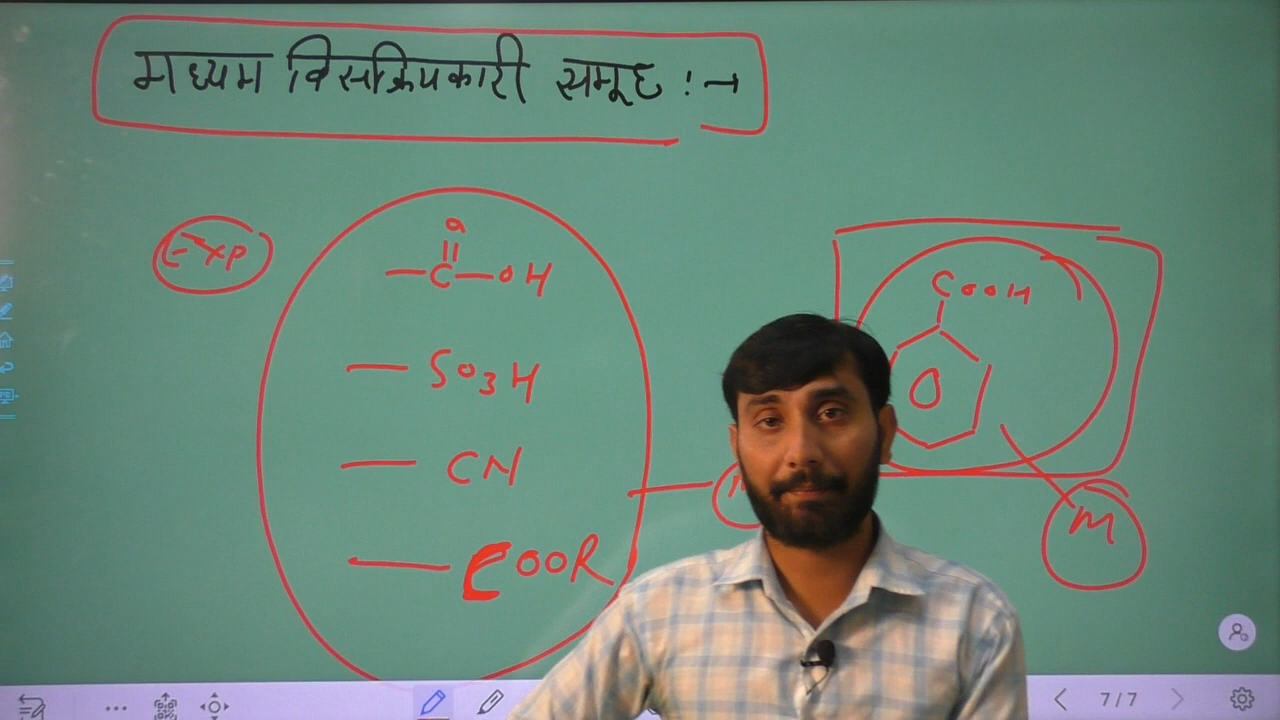 मध्यम विसक्रियकारी समूह :→
Exp
O
||
—C—OH
COOH
— SO3H
— CN
— COOR
M
7/7